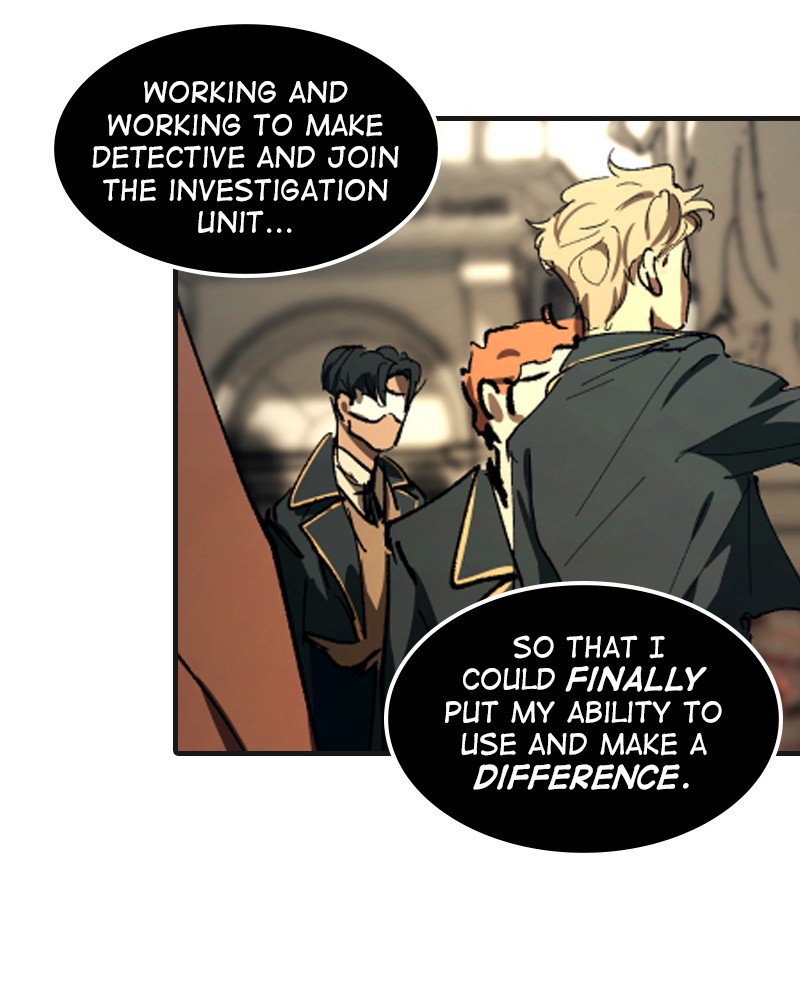 WORKING AND
WORKING TO MAKE
DETECTIVE AND JOIN
THE INVESTIGATION
UNIT...
SO THAT I
COULD FINALLY
PUT MY ABILITY TO
USE AND MAKE A
DIFFERENCE.